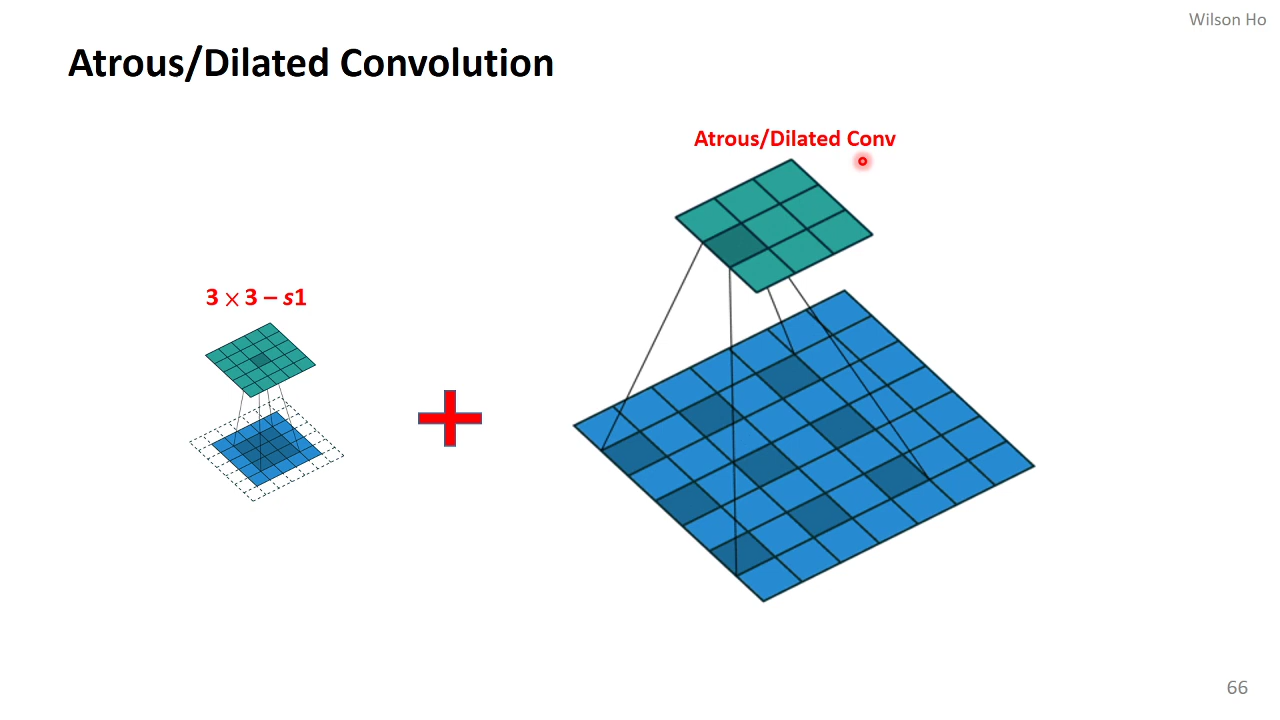 Wilson Ho
Atrous/Dilated Convolution
Atrous/Dilated Conv
3 × 3 – s1
66